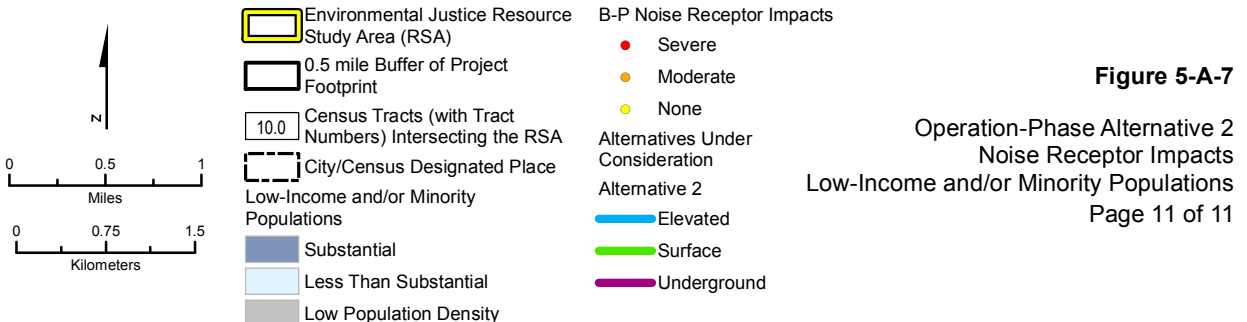 N
0 0.5 1
Miles
0 0.75 1.5
Kilometers
Environmental Justice Resource
Study Area (RSA)
0.5 mile Buffer of Project
Footprint
10.0
Census Tracts (with Tract
Numbers) Intersecting the RSA
City/Census Designated Place
Low-Income and/or Minority
Populations
Substantial
Less Than Substantial
Low Population Density
B-P Noise Receptor Impacts
Severe
Moderate
None
Alternatives Under
Consideration
Alternative 2
Elevated
Surface
Underground
Figure 5-A-7
Operation-Phase Alternative 2
Noise Receptor Impacts
Low-Income and/or Minority Populations
Page 11 of 11